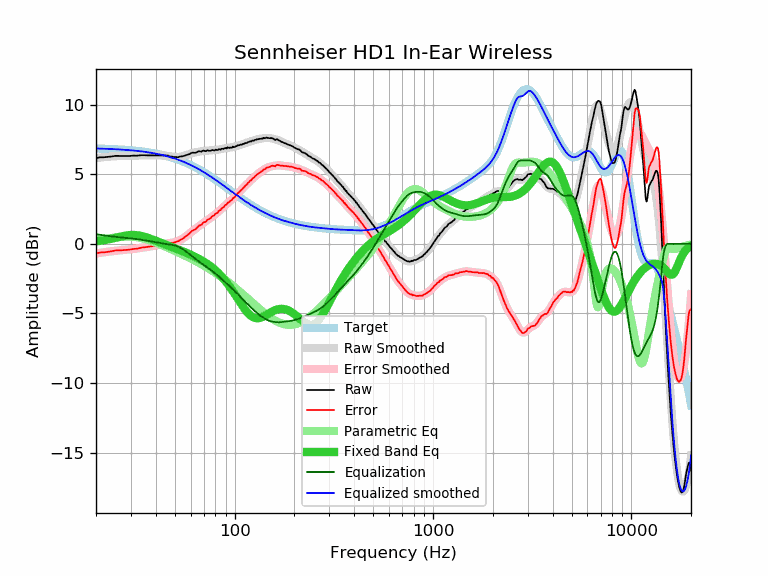 Sennheiser HD1 In-Ear Wireless
10
5
0
−5
−10
−15
Amplitude (dBr)
Target
Raw Smoothed
Error Smoothed
Raw
Error
Parametric Eq
Fixed Band Eq
Equalization
Equalized smoothed
100 1000 10000
Frequency (Hz)